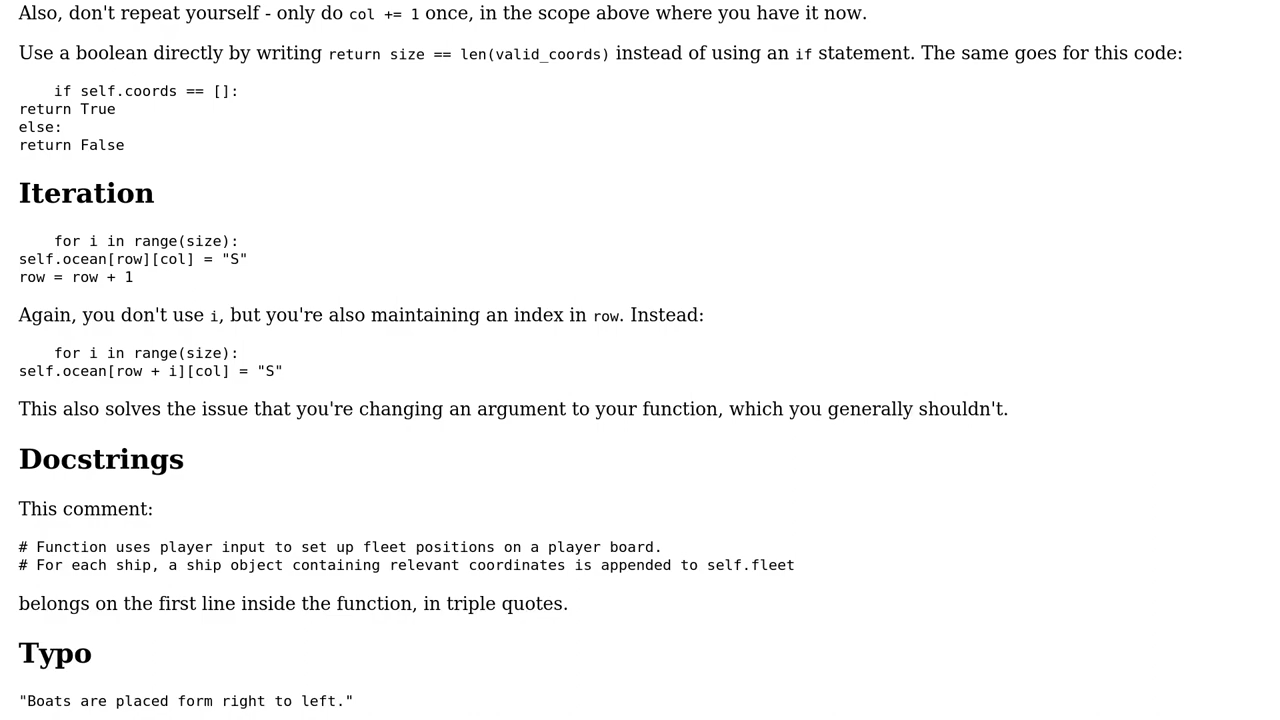 Also, don't repeat yourself - only do col += 1 once, in the scope above where you have it now.
Use a boolean directly by writing return size == len(valid_coords) instead of using an if statement. The same goes for this code:
    if self.coords == []:
return True
else:
return False
Iteration
    for i in range(size):
self.ocean[row][col] = "S"
row = row + 1
Again, you don't use i, but you're also maintaining an index in row. Instead:
    for i in range(size):
self.ocean[row + i][col] = "S"
This also solves the issue that you're changing an argument to your function, which you generally shouldn't.
Docstrings
This comment:
# Function uses player input to set up fleet positions on a player board.
# For each ship, a ship object containing relevant coordinates is appended to self.fleet
belongs on the first line inside the function, in triple quotes.
Typo
"Boats are placed form right to left."